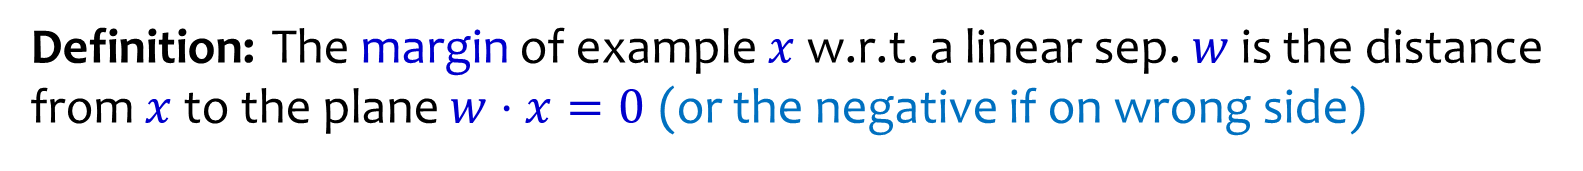 Definition: The margin of example x w.r.t. a linear sep. w is the distance
from x to the plane w · x = 0 (or the negative if on wrong side)